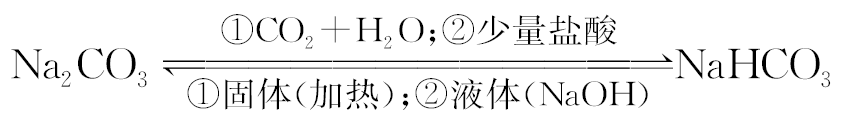 ①CO₂＋H₂O;②少量盐酸
Na₂CO₃ ⇌ NaHCO₃
①固体(加热);②液体(NaOH)